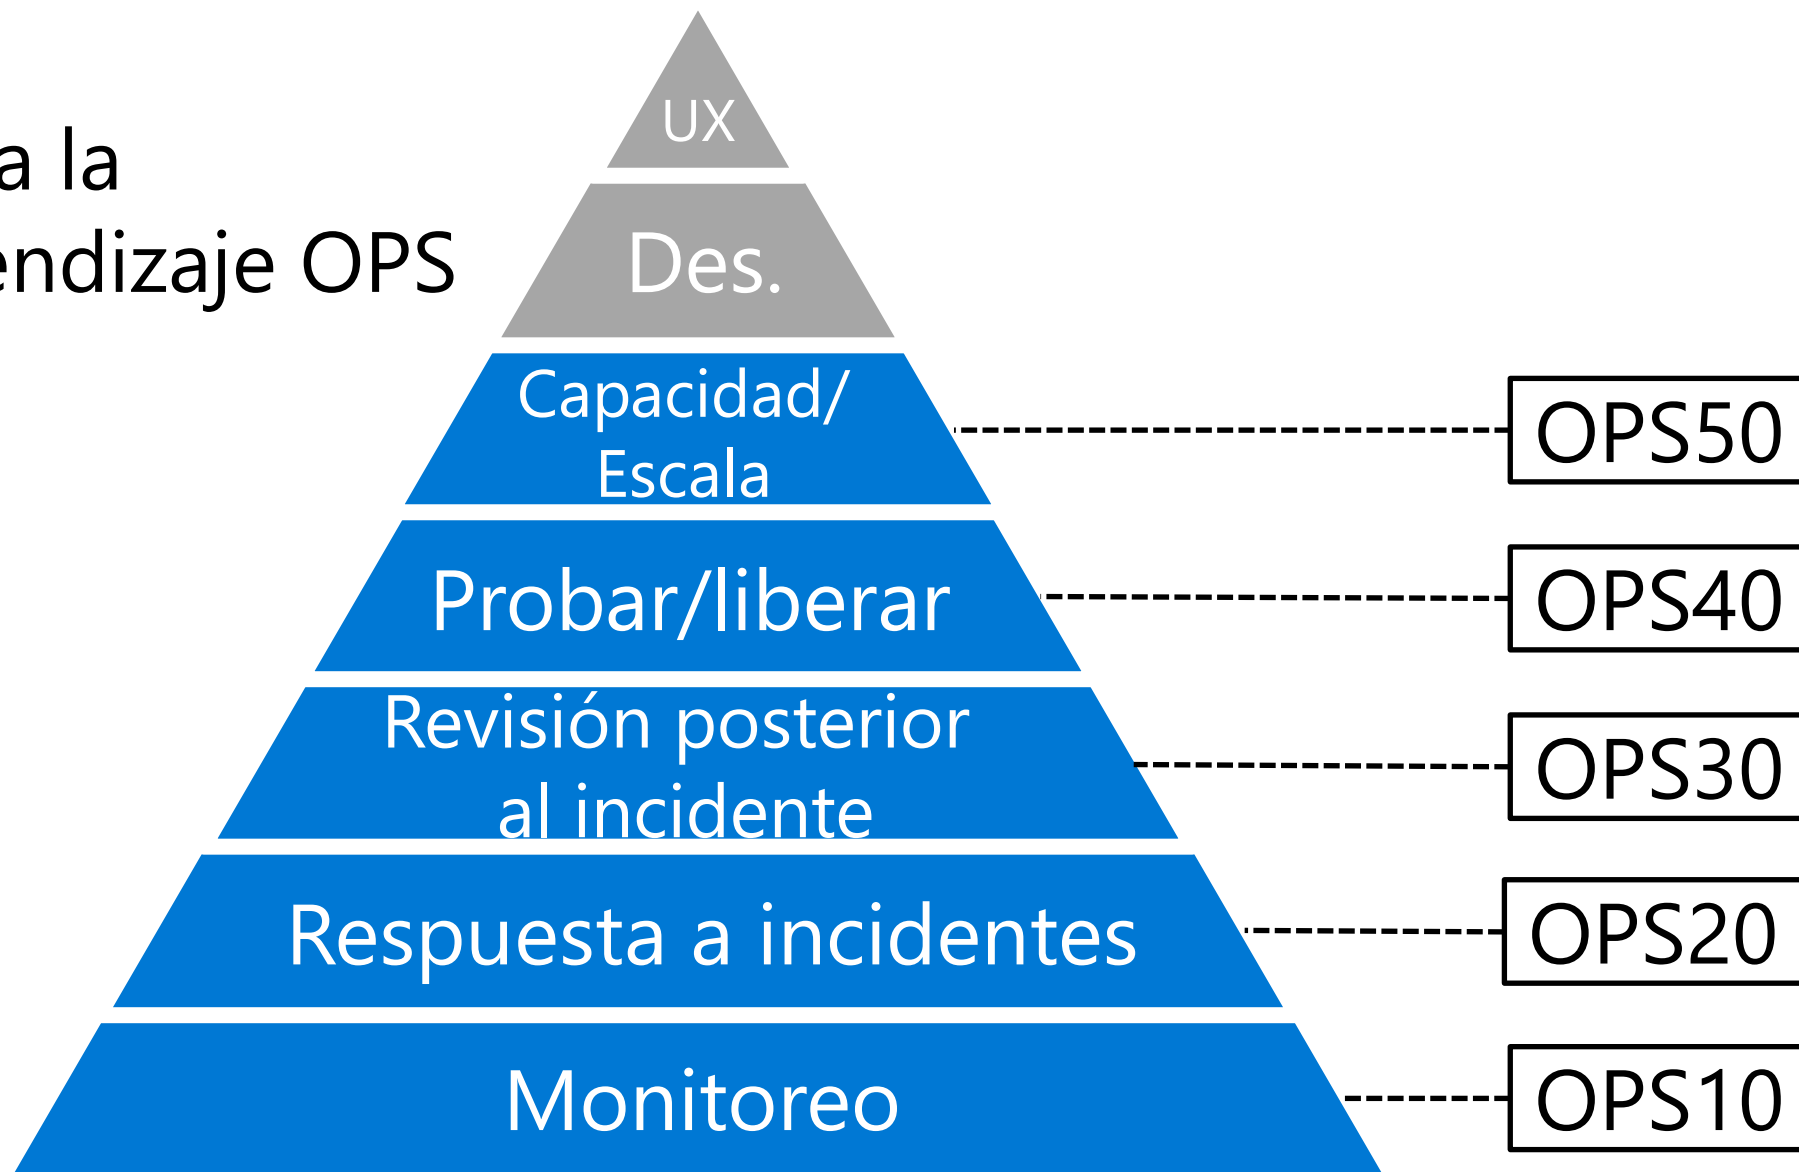 a la
endizaje OPS
UX
Des.
Capacidad/
Escala
OPS50
Probar/liberar
OPS40
Revisión posterior
al incidente
OPS30
Respuesta a incidentes
OPS20
Monitoreo
OPS10